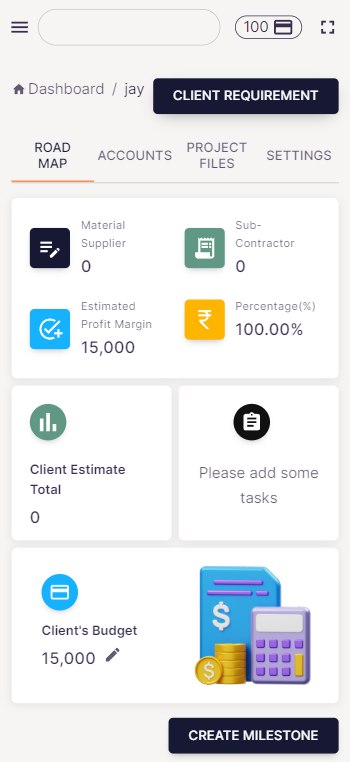 100
Dashboard / jay
CLIENT REQUIREMENT
ROAD
MAP
ACCOUNTS
PROJECT
FILES
SETTINGS
Material
Supplier
0
Sub-
Contractor
0
Estimated
Profit Margin
15,000
₹
Percentage(%)
100.00%
Client Estimate
Total
0
Please add some
tasks
Client's Budget
15,000
$
$
CREATE MILESTONE